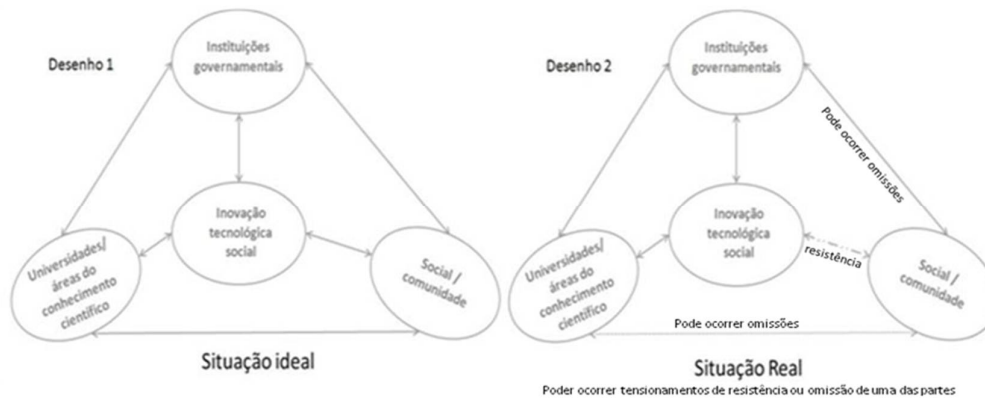 Desenho 1
Instituições
governamentais
Inovação
tecnológica
social
Universidades/
áreas do
conhecimento
científico
Social /
comunidade
Situação ideal
Desenho 2
Instituições
governamentais
Pode ocorrer omissões
Inovação
tecnológica
social
resistência
Universidades/
áreas do
conhecimento
científico
Social /
comunidade
Pode ocorrer omissões
Situação Real
Poder ocorrer tensionamentos de resistência ou omissão de uma das partes